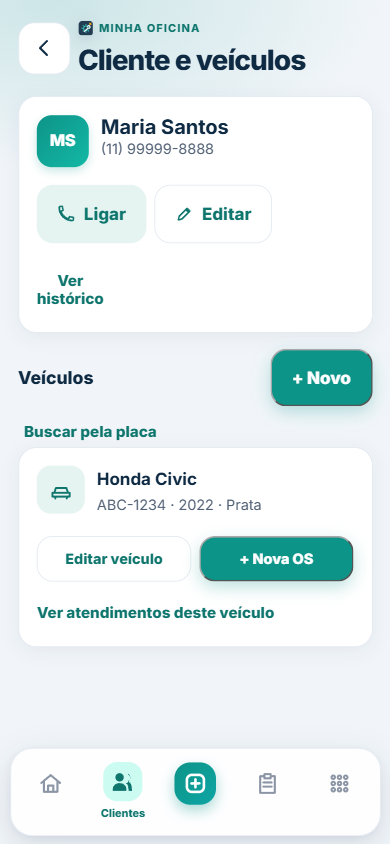 MINHA OFICINA
Cliente e veículos
MS
Maria Santos
(11) 99999-8888
Ligar
Editar
Ver
histórico
Veículos
+ Novo
Buscar pela placa
Honda Civic
ABC-1234 · 2022 · Prata
Editar veículo
+ Nova OS
Ver atendimentos deste veículo
Clientes